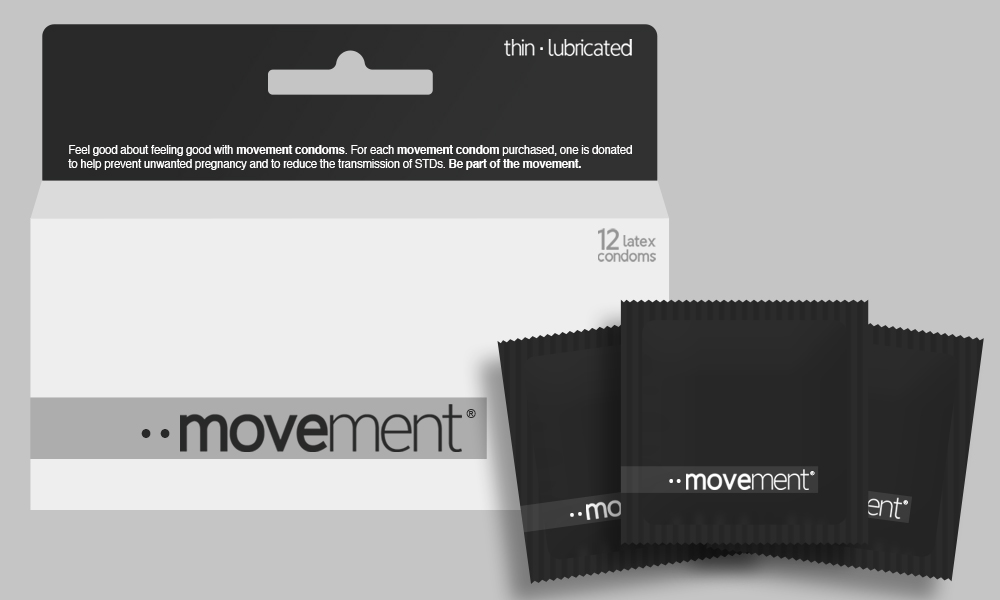 thin · lubricated
Feel good about feeling good with movement condoms. For each movement condom purchased, one is donated
to help prevent unwanted pregnancy and to reduce the transmission of STDs. Be part of the movement.
12 latex
condoms
··movement®
··mo
··movement®
ent®